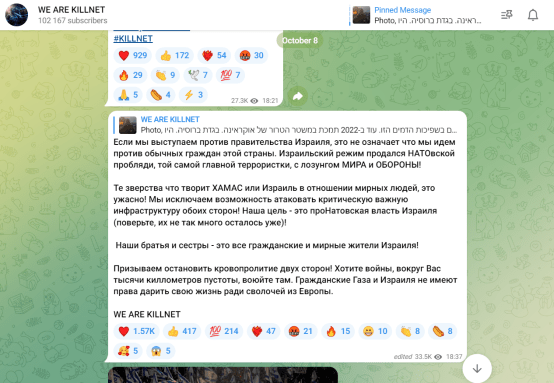 WE ARE KILLNET
102 167 subscribers
Pinned Message
Photo, ...ראינה. בגדת ברוסיה. היו
#KILLNET
929 172 54 30
29 9 7 7
5 4 3
27.3K 18:21
October 8
WE ARE KILLNET
Photo, ...ם בשפיכות הדמים הזו. עוד ב-2022 תמכת במשטר הטרור של אוקראינה. בגדת ברוסיה. היו
Если мы выступаем против правительства Израиля, это не означает что мы идем
против обычных граждан этой страны. Израильский режим продался НАТОвской
пробляди, той самой главной террористки, с лозунгом МИРА и ОБОРОНЫ!
Те зверства что творит ХАМАС или Израиль в отношении мирных людей, это
ужасно! Мы исключаем возможность атаковать критическую важную
инфраструктуру обоих сторон! Наша цель - это проНатовская власть Израиля
(поверьте, их не так много осталось уже)!
Наши братья и сестры - это все гражданские и мирные жители Израиля!
Призываем остановить кровопролитие двух сторон! Хотите войны, вокруг Вас
тысячи километров пустоты, воюйте там. Гражданские Газа и Израиля не имеют
права дарить свою жизнь ради сволочей из Европы.
WE ARE KILLNET
1.57K 417 214 47 21 15 10 8 8
5 5
edited 33.5K 18:37